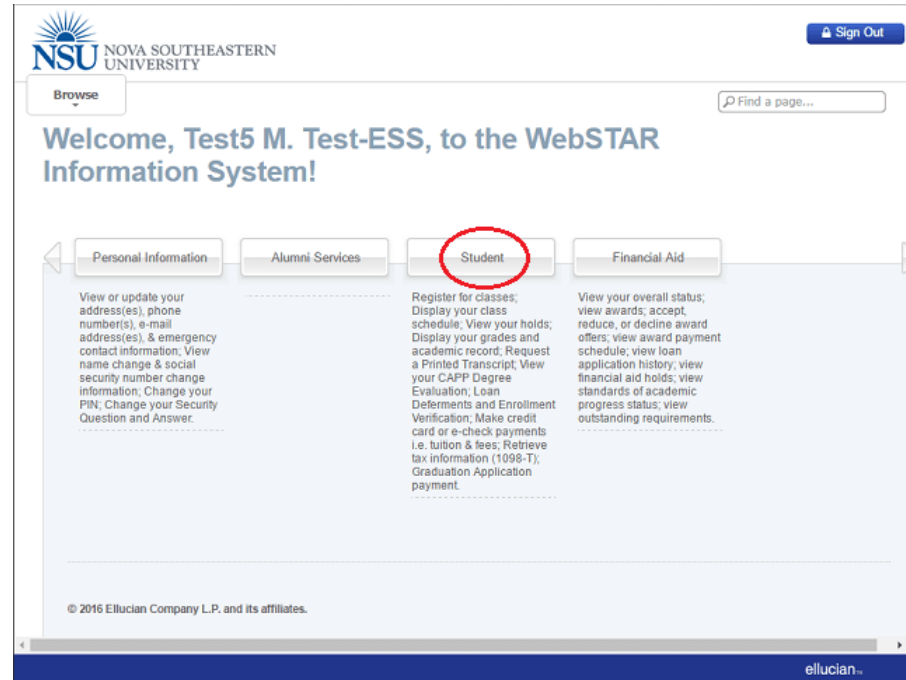 Sign Out
NSU NOVA SOUTHEASTERN
UNIVERSITY
Browse
Find a page...
Welcome, Test5 M. Test-ESS, to the WebSTAR
Information System!
Personal Information
Alumni Services
Student
Financial Aid
View or update your
address(es), phone
number(s), e-mail
address(es), & emergency
contact information; View
name change & social
security number change
information; Change your
PIN; Change your Security
Question and Answer.
Register for classes;
Display your class
schedule; View your holds;
Display your grades and
academic record; Request
a Printed Transcript; View
your CAPP Degree
Evaluation; Loan
Deferments and Enrollment
Verification; Make credit
card or e-check payments
i.e. tuition & fees; Retrieve
tax information (1098-T);
Graduation Application
payment.
View your overall status;
view awards; accept,
reduce, or decline award
offers; view award payment
schedule; view loan
application history; view
financial aid holds; view
standards of academic
progress status; view
outstanding requirements.
© 2016 Ellucian Company L.P. and its affiliates.
ellucian™